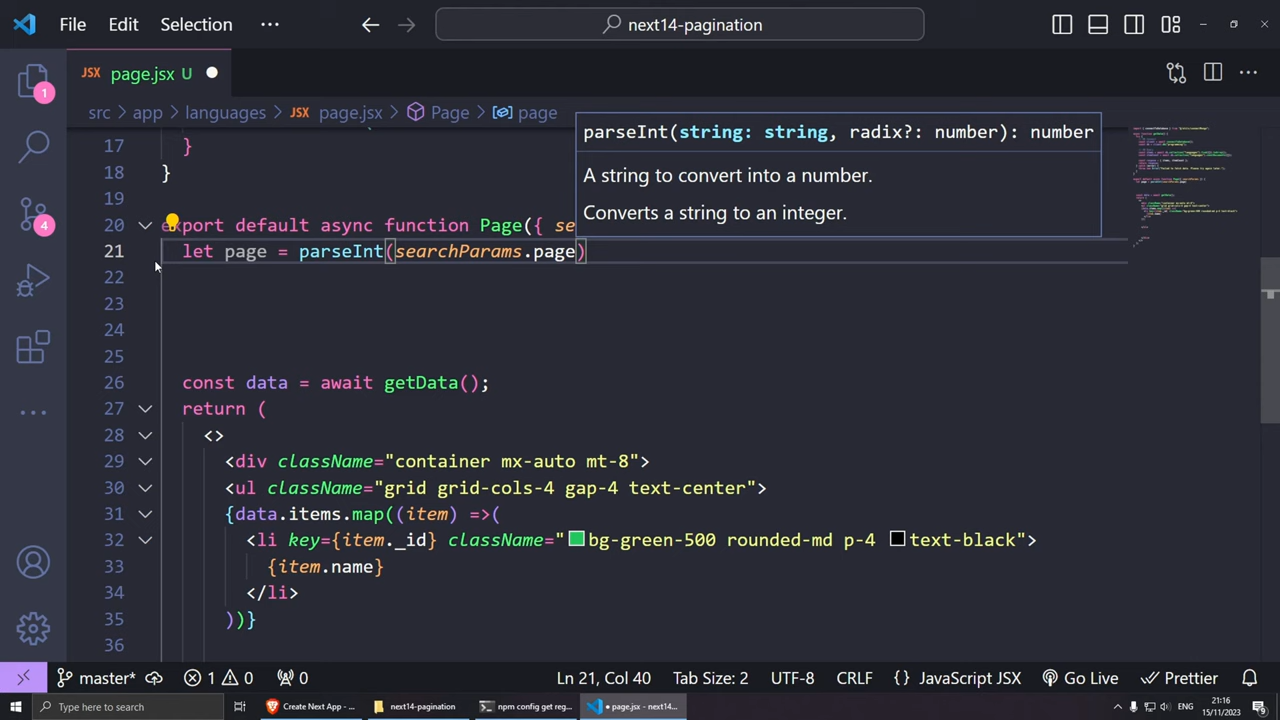 File Edit Selection ··· next14-pagination
JSX page.jsx U
src > app > languages > JSX page.jsx > Page > page
parseInt(string: string, radix?: number): number
A string to convert into a number.
Converts a string to an integer.
17 }
18 }
19
20 export default async function Page({ se
21 let page = parseInt(searchParams.page)
22
23
24
25
26 const data = await getData();
27 return (
28 <>
29 <div className="container mx-auto mt-8">
30 <ul className="grid grid-cols-4 gap-4 text-center">
31 {data.items.map((item) =>(
32 <li key={item._id} className="bg-green-500 rounded-md p-4 text-black">
33 {item.name}
34 </li>
35 ))}
36
1
4
master* 1 0 0 Ln 21, Col 40 Tab Size: 2 UTF-8 CRLF { } JavaScript JSX Go Live Prettier
Type here to search Create Next App - ... next14-pagination npm config get reg... ● page.jsx - next14... ENG 21:16
15/11/2023 9